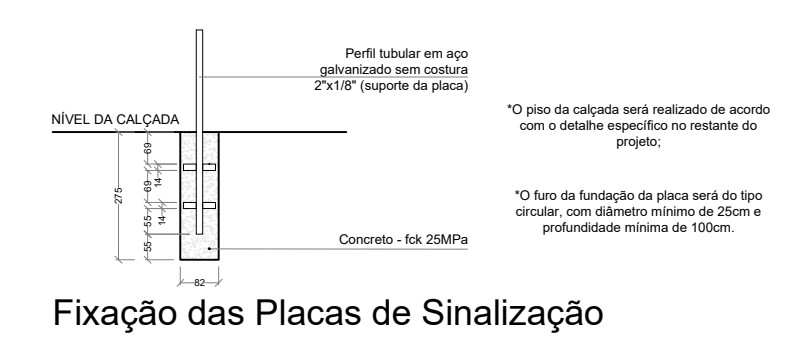 Perfil tubular em aço
galvanizado sem costura
2"x1/8" (suporte da placa)
NÍVEL DA CALÇADA
*O piso da calçada será realizado de acordo
com o detalhe específico no restante do
projeto;
69
14
69
275
14
55
55
*O furo da fundação da placa será do tipo
circular, com diâmetro mínimo de 25cm e
profundidade mínima de 100cm.
Concreto - fck 25MPa
82
Fixação das Placas de Sinalização